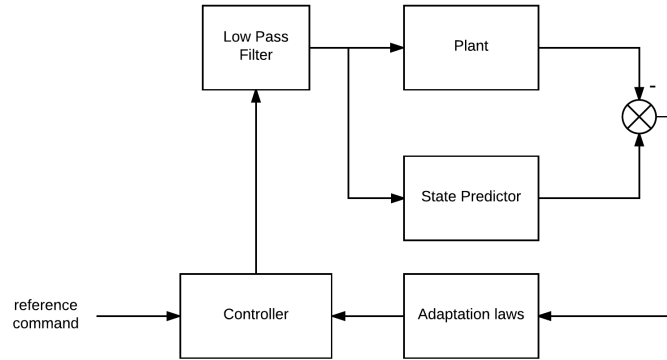 Low Pass
Filter
Plant
-
State Predictor
reference
command
Controller
Adaptation laws